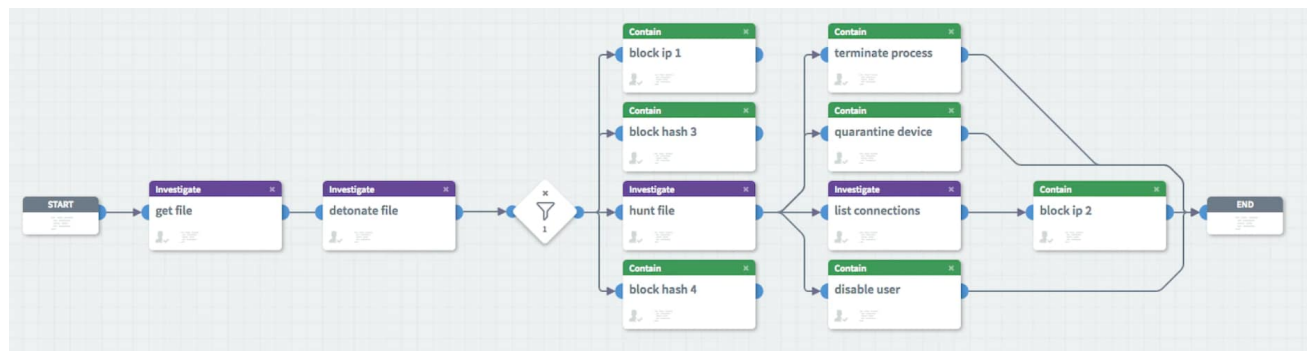 START
Investigate
get file
Investigate
detonate file
1
Contain
block ip 1
Contain
block hash 3
Investigate
hunt file
Contain
block hash 4
Contain
terminate process
Contain
quarantine device
Investigate
list connections
Contain
disable user
Contain
block ip 2
END